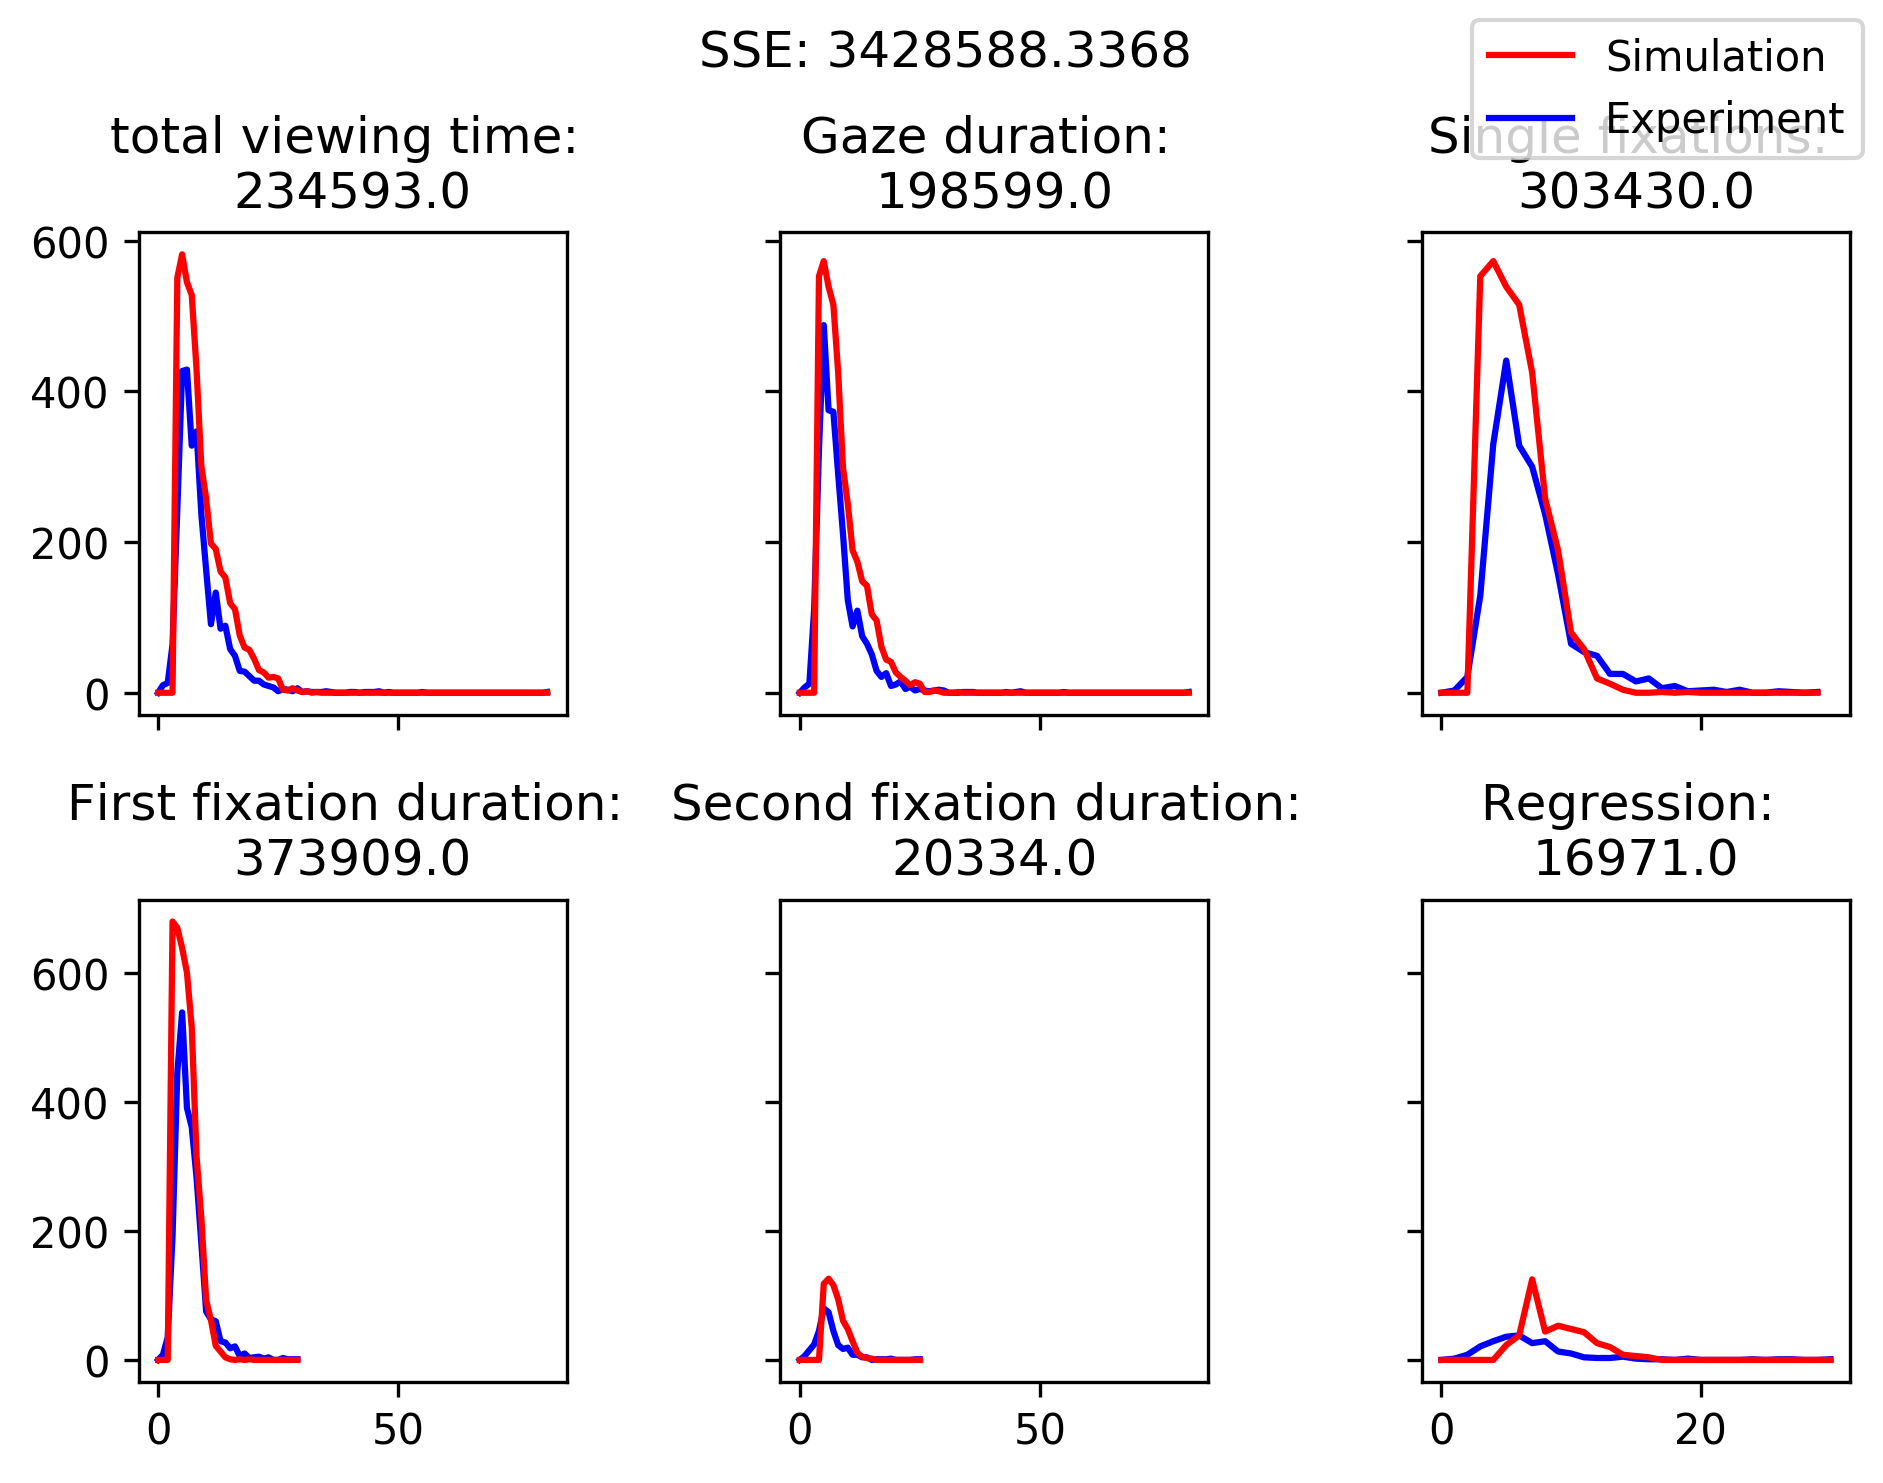 SSE: 3428588.3368
Simulation
Experiment
total viewing time:
234593.0
Gaze duration:
198599.0
Single fixations:
303430.0
600
400
200
0
First fixation duration:
373909.0
Second fixation duration:
20334.0
Regression:
16971.0
600
400
200
0
0 50
0 50
0 20